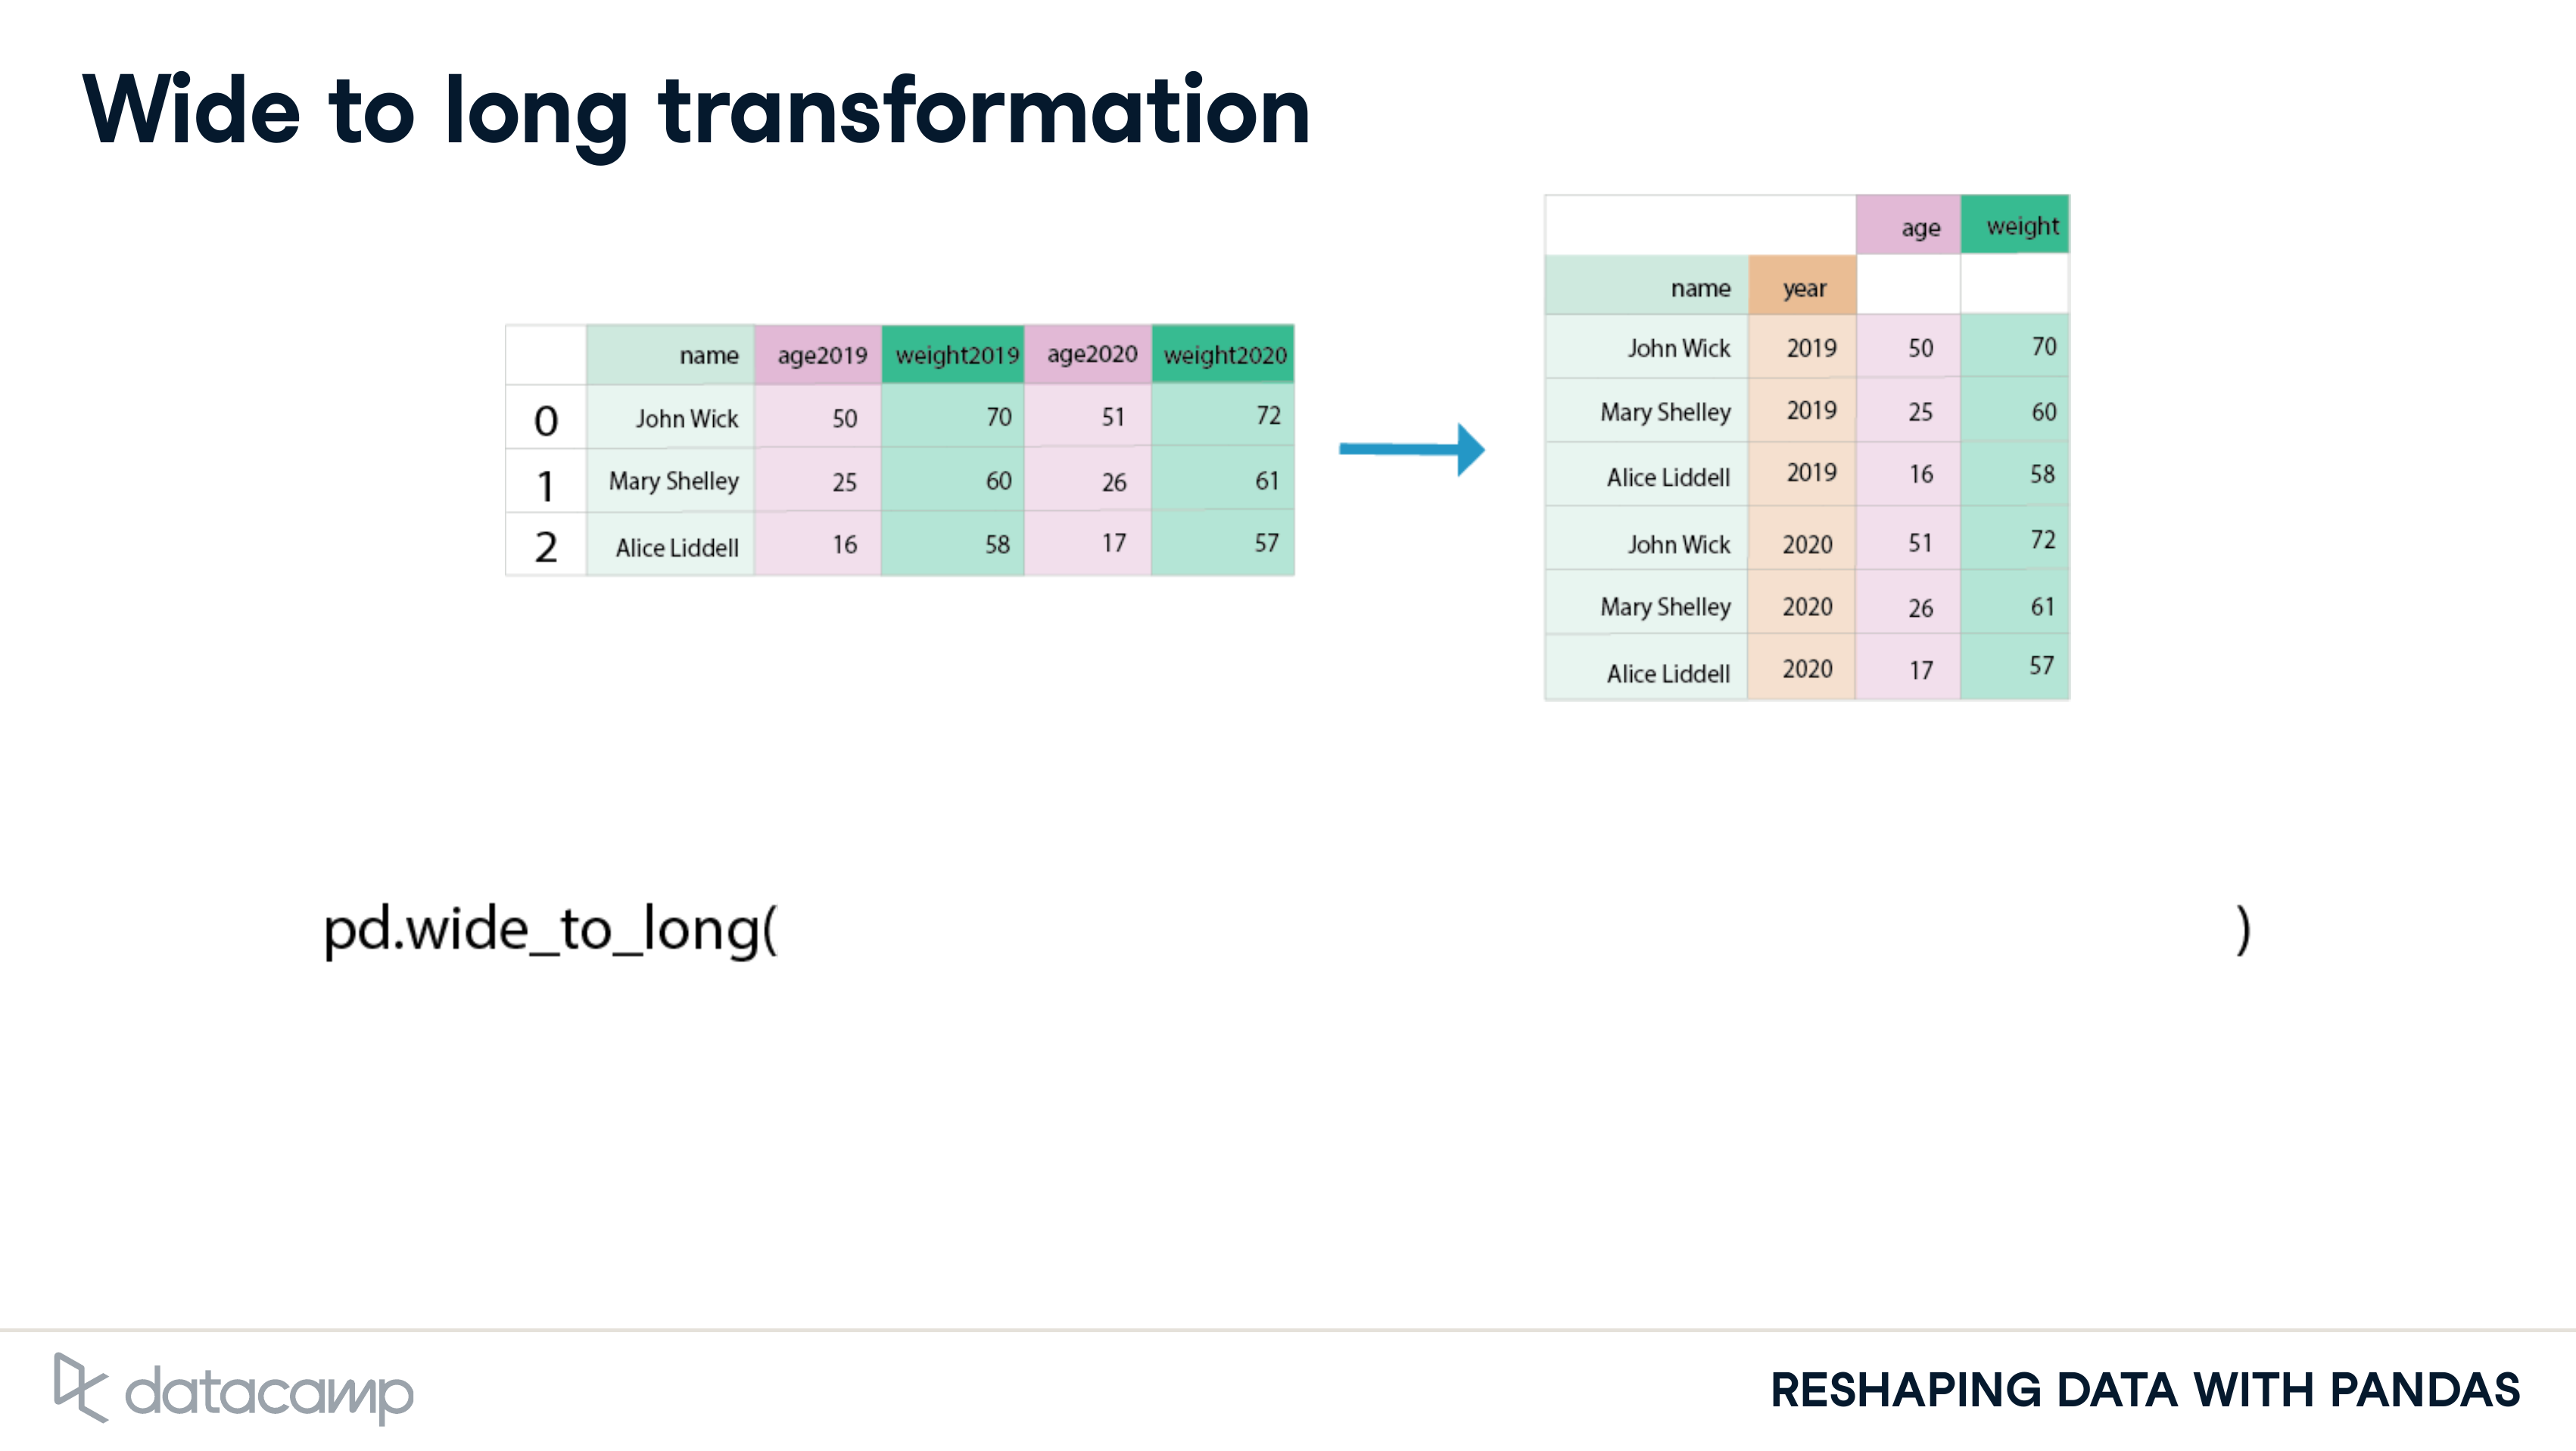 Wide to long transformation
name age2019 weight2019 age2020 weight2020
0 John Wick 50 70 51 72
1 Mary Shelley 25 60 26 61
2 Alice Liddell 16 58 17 57
age weight
name year
John Wick 2019 50 70
Mary Shelley 2019 25 60
Alice Liddell 2019 16 58
John Wick 2020 51 72
Mary Shelley 2020 26 61
Alice Liddell 2020 17 57
pd.wide_to_long( )
datacamp
RESHAPING DATA WITH PANDAS